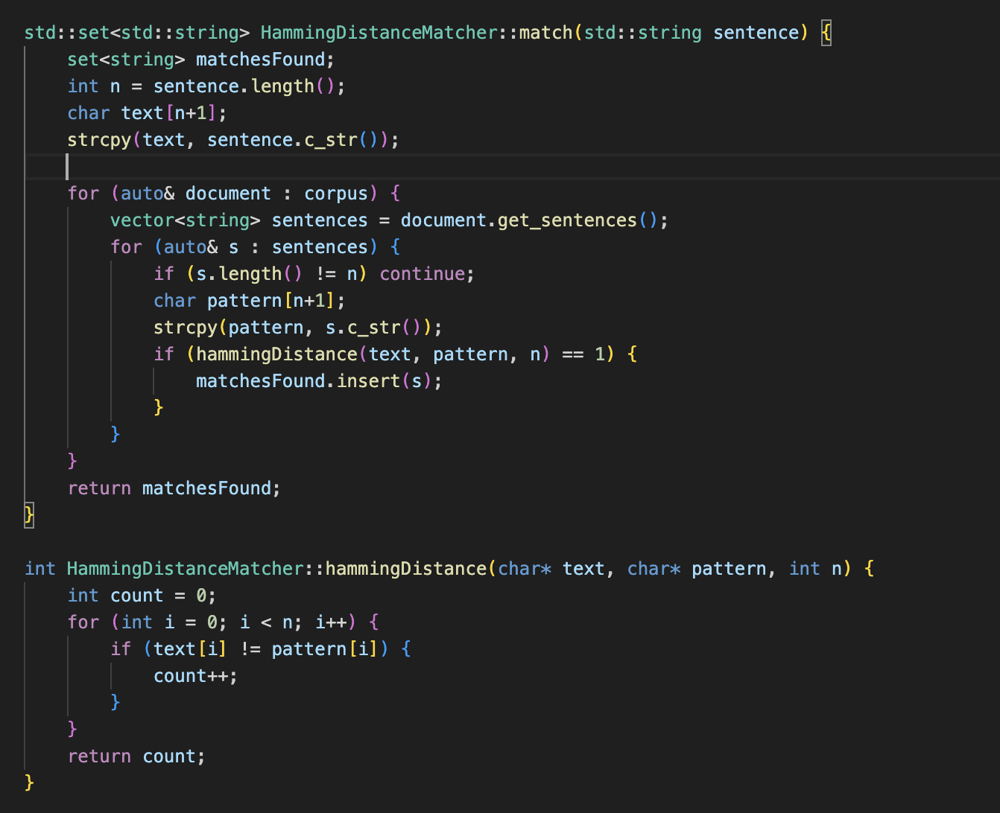 std::set<std::string> HammingDistanceMatcher::match(std::string sentence) {
    set<string> matchesFound;
    int n = sentence.length();
    char text[n+1];
    strcpy(text, sentence.c_str());

    for (auto& document : corpus) {
        vector<string> sentences = document.get_sentences();
        for (auto& s : sentences) {
            if (s.length() != n) continue;
            char pattern[n+1];
            strcpy(pattern, s.c_str());
            if (hammingDistance(text, pattern, n) == 1) {
                matchesFound.insert(s);
            }
        }
    }
    return matchesFound;
}

int HammingDistanceMatcher::hammingDistance(char* text, char* pattern, int n) {
    int count = 0;
    for (int i = 0; i < n; i++) {
        if (text[i] != pattern[i]) {
            count++;
        }
    }
    return count;
}